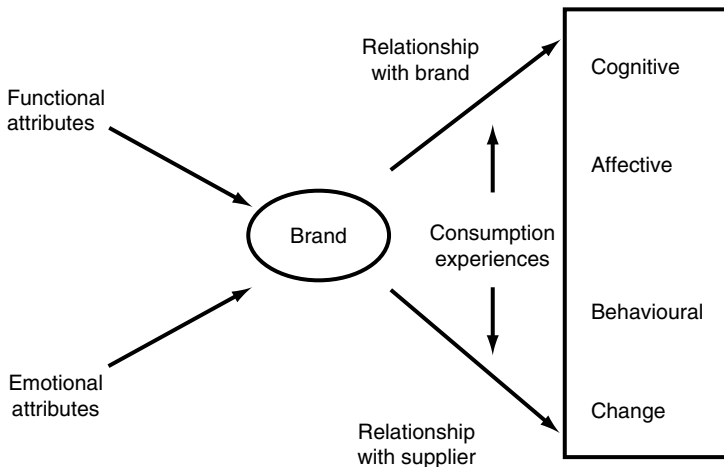 Functional
attributes
Emotional
attributes
Brand
Relationship
with brand
Consumption
experiences
Relationship
with supplier
Cognitive
Affective
Behavioural
Change